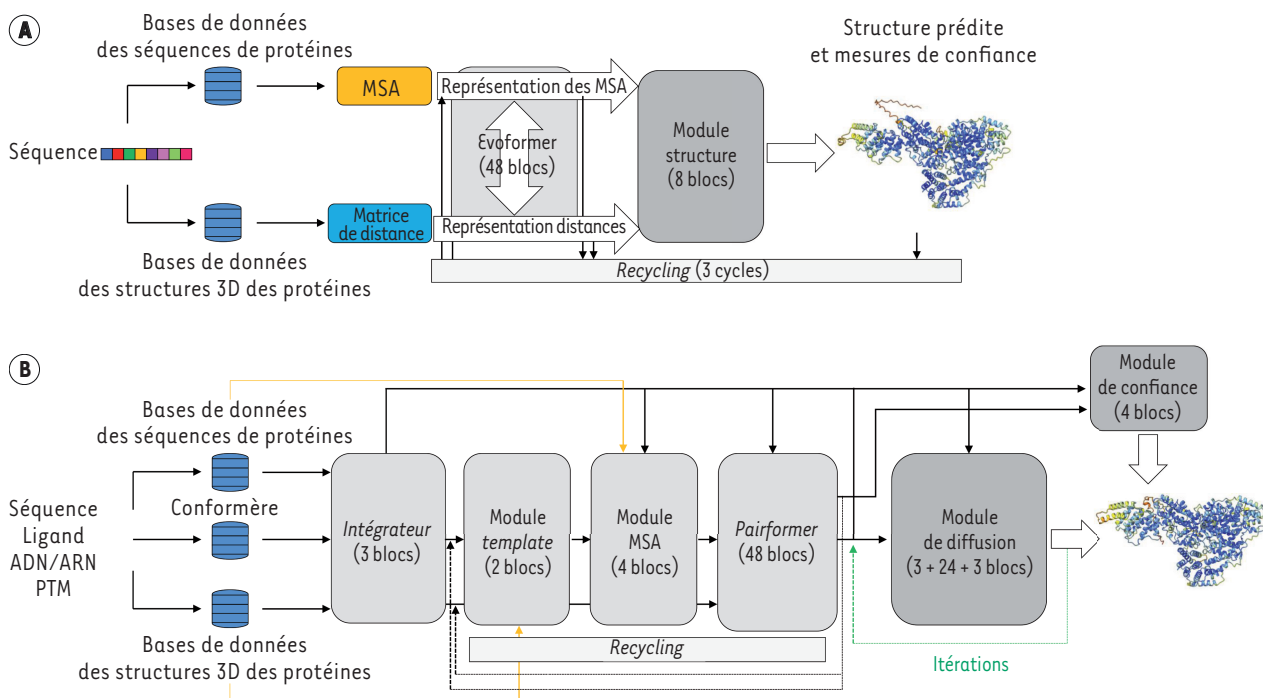 A
Bases de données
des séquences de protéines
Structure prédite
et mesures de confiance
MSA
Représentation des MSA
Séquence
Evoformer
(48 blocs)
Module
structure
(8 blocs)
Matrice
de distance
Représentation distances
Bases de données
des structures 3D des protéines
Recycling (3 cycles)
B
Module
de confiance
(4 blocs)
Bases de données
des séquences de protéines
Séquence
Ligand
ADN/ARN
PTM
Conformère
Intégrateur
(3 blocs)
Module
template
(2 blocs)
Module
MSA
(4 blocs)
Pairformer
(48 blocs)
Module
de diffusion
(3 + 24 + 3 blocs)
Bases de données
des structures 3D des protéines
Recycling
Itérations